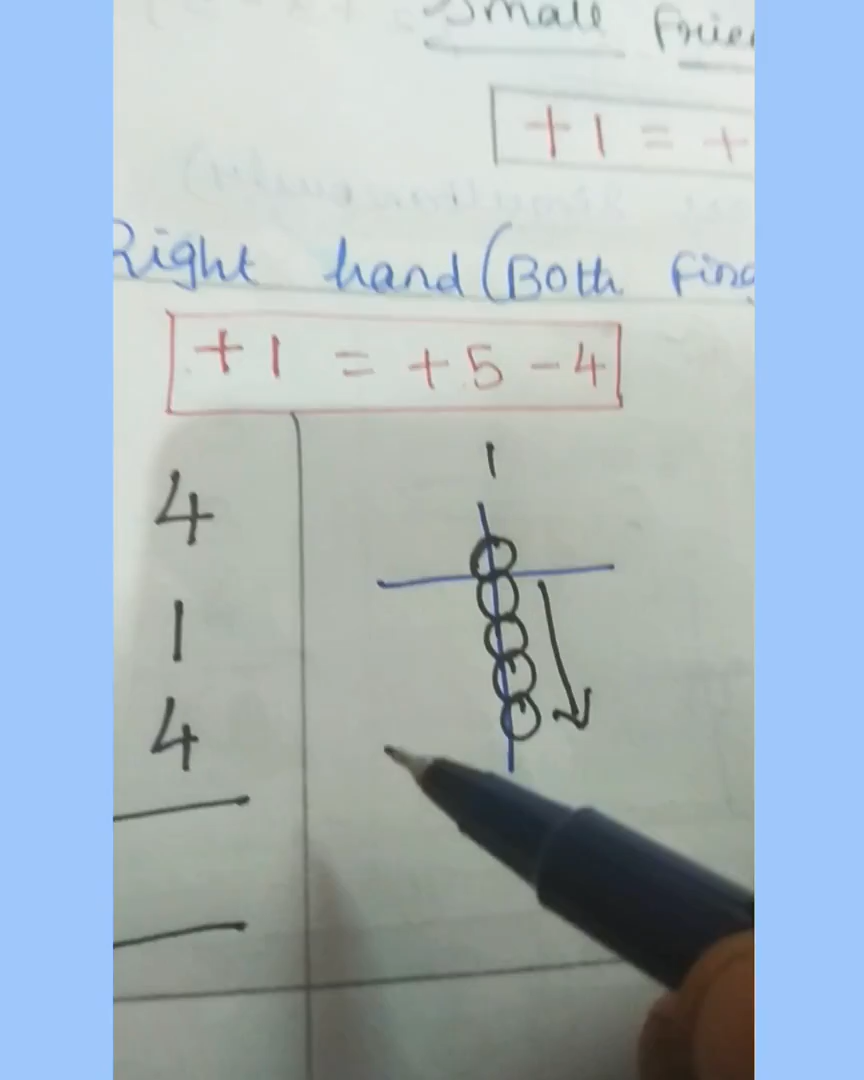 Small
+ 1 = +
Right hand (Both
+ 1 = + 5 - 4
4
1
1
4